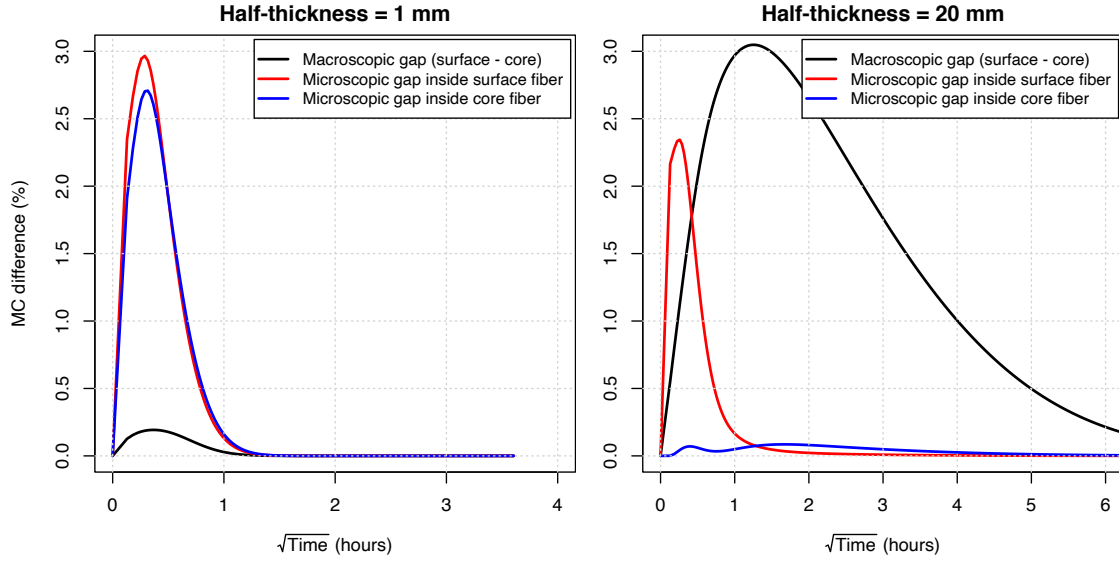 Half-thickness = 1 mm
Macroscopic gap (surface - core)
Microscopic gap inside surface fiber
Microscopic gap inside core fiber
MC difference (%)
0.0
0.5
1.0
1.5
2.0
2.5
3.0
0 1 2 3 4
√Time (hours)
Half-thickness = 20 mm
Macroscopic gap (surface - core)
Microscopic gap inside surface fiber
Microscopic gap inside core fiber
0.0
0.5
1.0
1.5
2.0
2.5
3.0
0 1 2 3 4 5 6
√Time (hours)